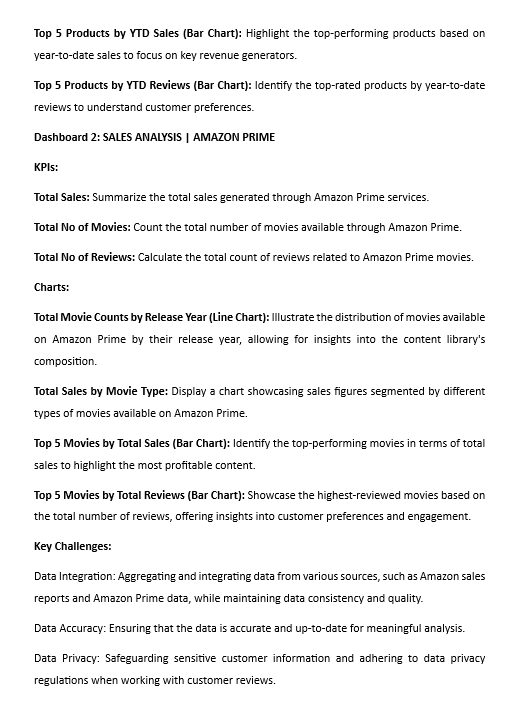 Top 5 Products by YTD Sales (Bar Chart): Highlight the top-performing products based on
year-to-date sales to focus on key revenue generators.
Top 5 Products by YTD Reviews (Bar Chart): Identify the top-rated products by year-to-date
reviews to understand customer preferences.
Dashboard 2: SALES ANALYSIS | AMAZON PRIME
KPIs:
Total Sales: Summarize the total sales generated through Amazon Prime services.
Total No of Movies: Count the total number of movies available through Amazon Prime.
Total No of Reviews: Calculate the total count of reviews related to Amazon Prime movies.
Charts:
Total Movie Counts by Release Year (Line Chart): Illustrate the distribution of movies available
on Amazon Prime by their release year, allowing for insights into the content library's
composition.
Total Sales by Movie Type: Display a chart showcasing sales figures segmented by different
types of movies available on Amazon Prime.
Top 5 Movies by Total Sales (Bar Chart): Identify the top-performing movies in terms of total
sales to highlight the most profitable content.
Top 5 Movies by Total Reviews (Bar Chart): Showcase the highest-reviewed movies based on
the total number of reviews, offering insights into customer preferences and engagement.
Key Challenges:
Data Integration: Aggregating and integrating data from various sources, such as Amazon sales
reports and Amazon Prime data, while maintaining data consistency and quality.
Data Accuracy: Ensuring that the data is accurate and up-to-date for meaningful analysis.
Data Privacy: Safeguarding sensitive customer information and adhering to data privacy
regulations when working with customer reviews.